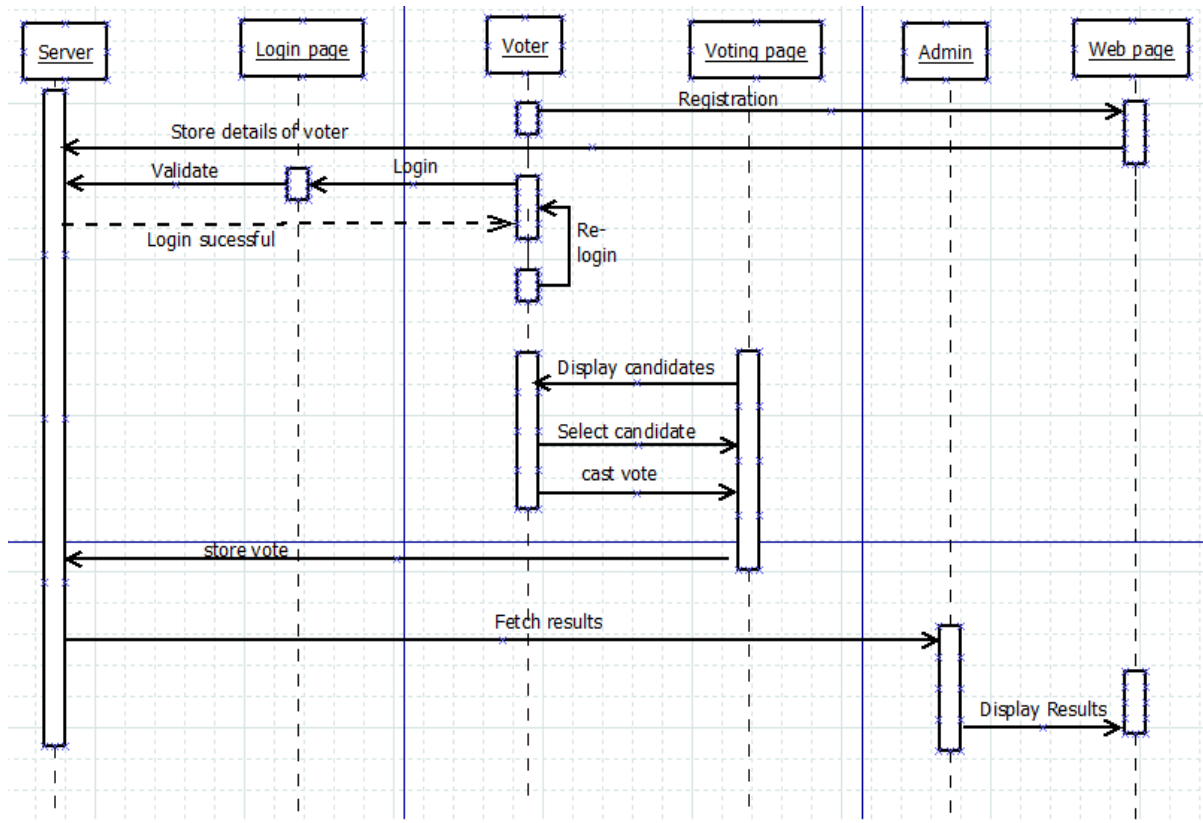 Server
Login page
Voter
Voting page
Admin
Web page
Registration
Store details of voter
Validate
Login
Login sucessful
Re-
login
Display candidates
Select candidate
cast vote
store vote
Fetch results
Display Results